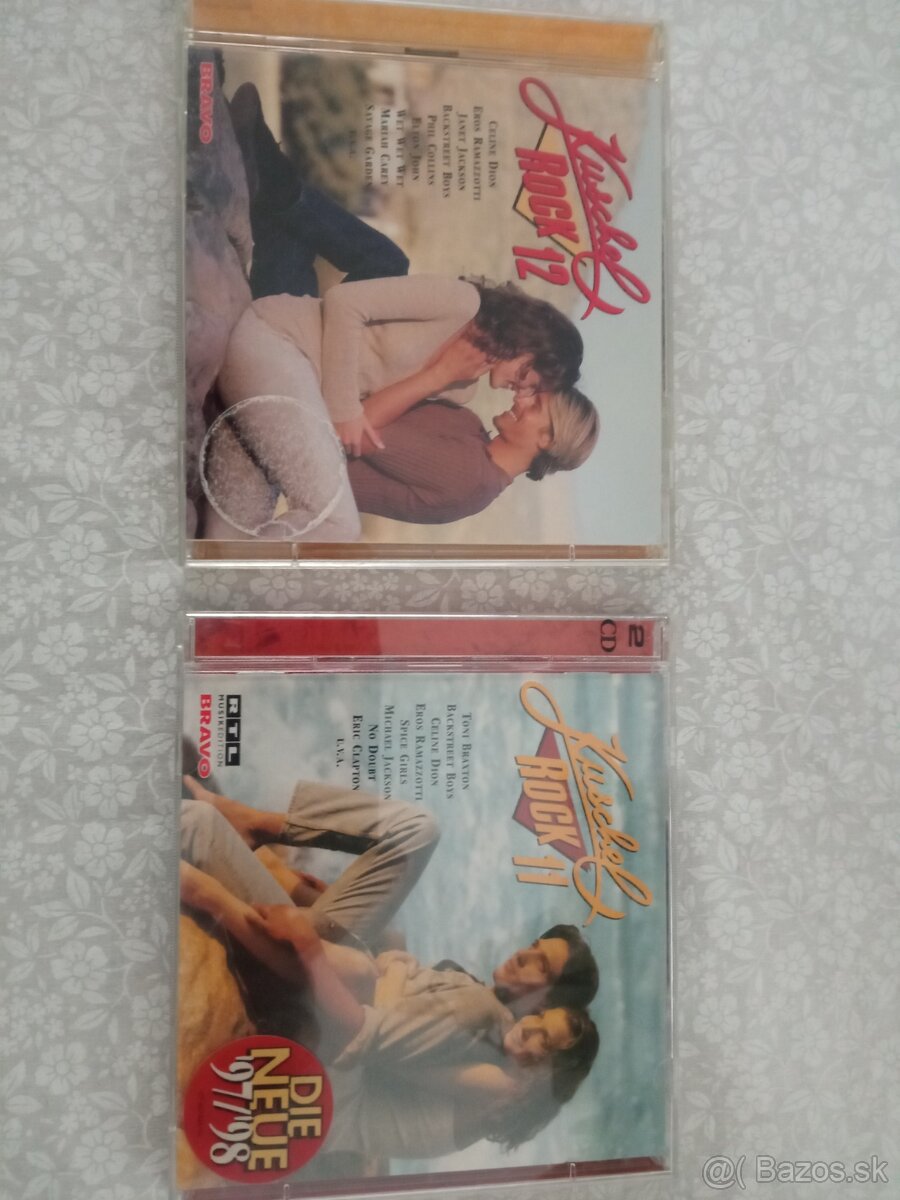 Kuschel
ROCK 12
CELINE DION
EROS RAMAZZOTTI
JANET JACKSON
BACKSTREET BOYS
PHIL COLLINS
ELTON JOHN
WET WET WET
MARIAH CAREY
SAVAGE GARDEN
BRAVO
2
CD
Kuschel
ROCK 11
TONI BRAXTON
BACKSTREET BOYS
CELINE DION
EROS RAMAZZOTTI
SPICE GIRLS
MICHAEL JACKSON
NO DOUBT
ERIC CLAPTON
U.V.A.
RTL
MUSIKEDITION
BRAVO
DIE
NEUE
'97/'98
@( Bazos.sk